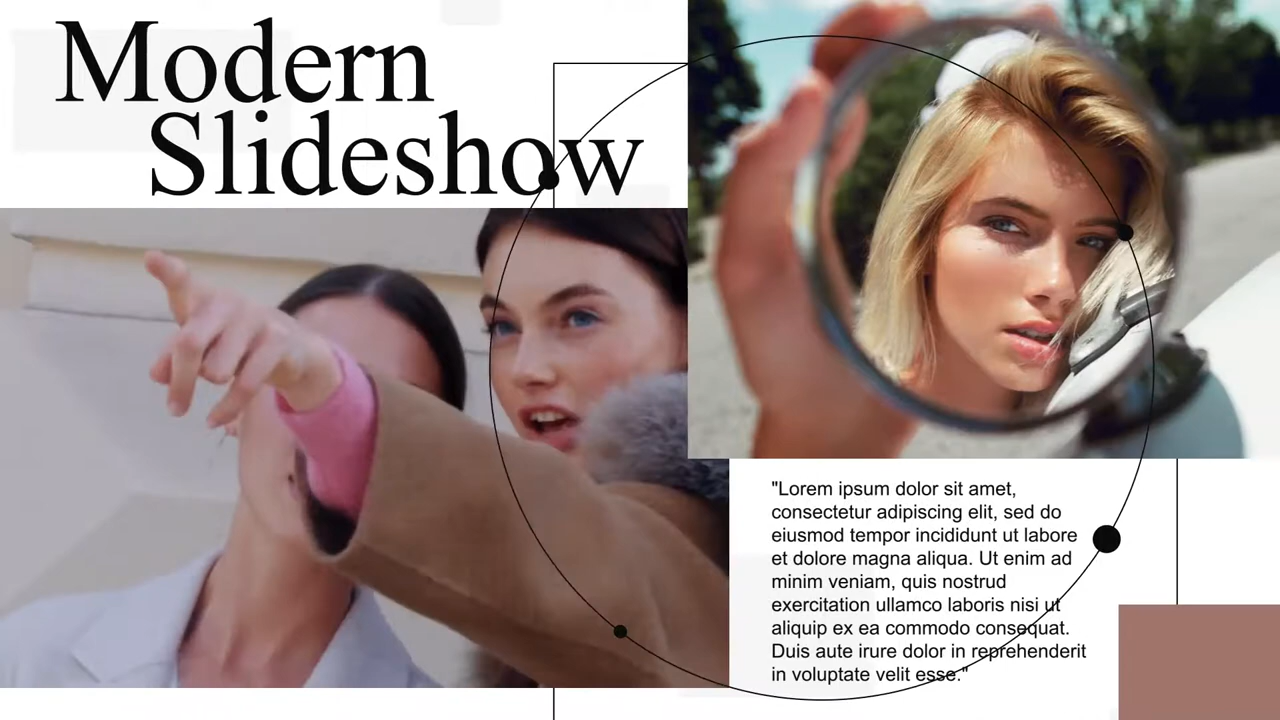 Modern
Slideshow
"Lorem ipsum dolor sit amet,
consectetur adipiscing elit, sed do
eiusmod tempor incididunt ut labore
et dolore magna aliqua. Ut enim ad
minim veniam, quis nostrud
exercitation ullamco laboris nisi ut
aliquip ex ea commodo consequat.
Duis aute irure dolor in reprehenderit
in voluptate velit esse."